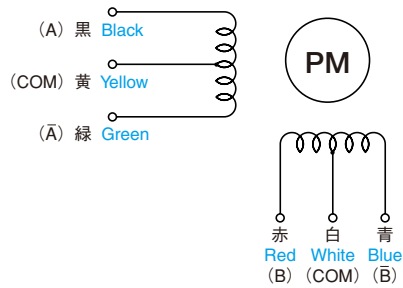 (A) 黒 Black
PM
(COM) 黄 Yellow
(Ā) 緑 Green
赤 白 青
Red White Blue
(B) (COM) (B̄)